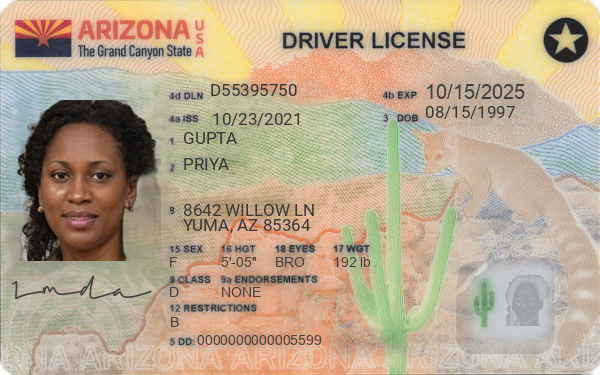 ARIZONA USA
The Grand Canyon State
DRIVER LICENSE
4d DLN D55395750
4b EXP 10/15/2025
4a ISS 10/23/2021
3 DOB 08/15/1997
1 GUPTA
2 PRIYA
8 8642 WILLOW LN
YUMA, AZ 85364
15 SEX 16 HGT 18 EYES 17 WGT
F 5'-05" BRO 192 lb
9 CLASS 9a ENDORSEMENTS
D NONE
12 RESTRICTIONS
B
5 DD: 0000000000005599
ARIZONA ARIZONA ARIZONA ARIZONA